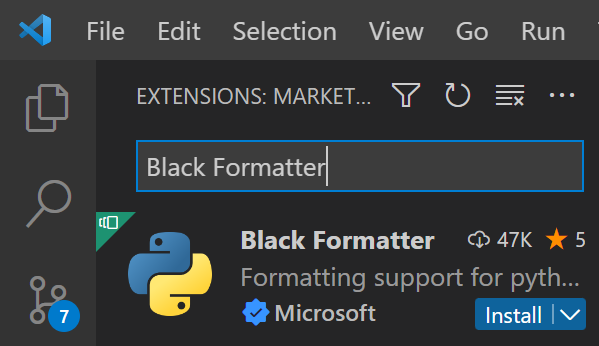 File Edit Selection View Go Run
EXTENSIONS: MARKET...
Black Formatter
Black Formatter 47K 5
Formatting support for pyth...
Microsoft Install
7